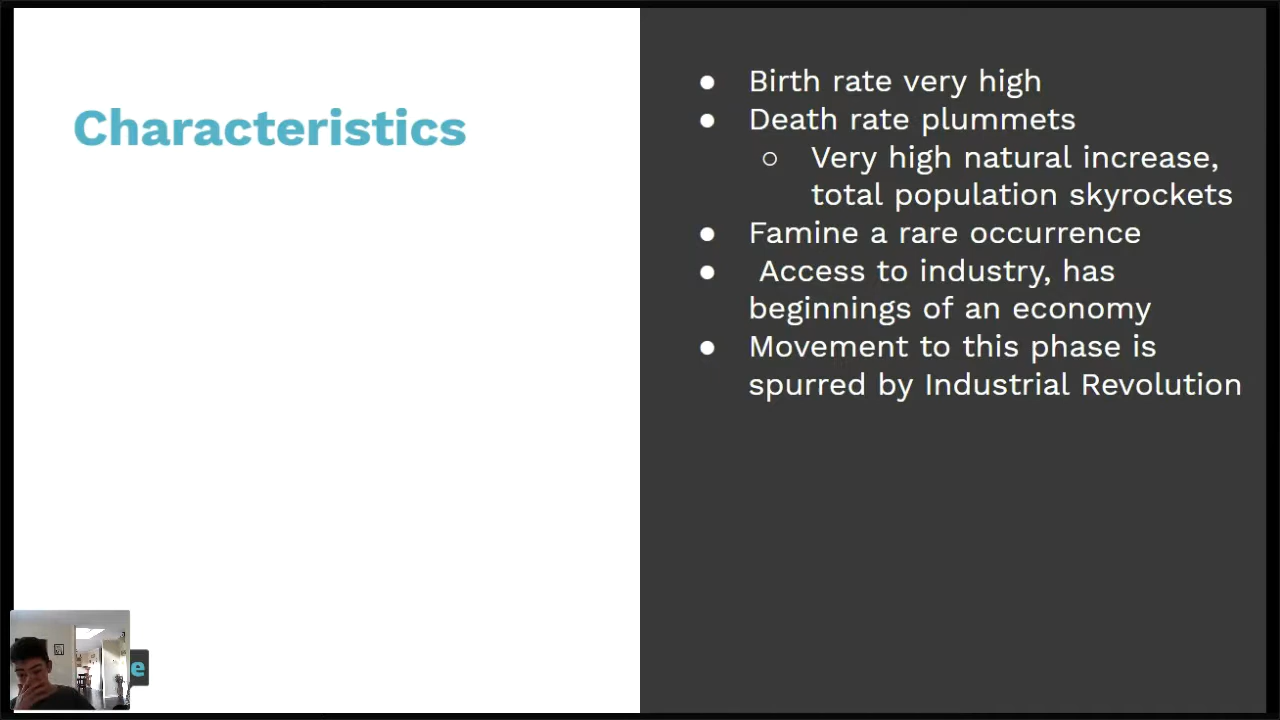 Characteristics
● Birth rate very high
● Death rate plummets
○ Very high natural increase,
total population skyrockets
● Famine a rare occurrence
● Access to industry, has
beginnings of an economy
● Movement to this phase is
spurred by Industrial Revolution
e